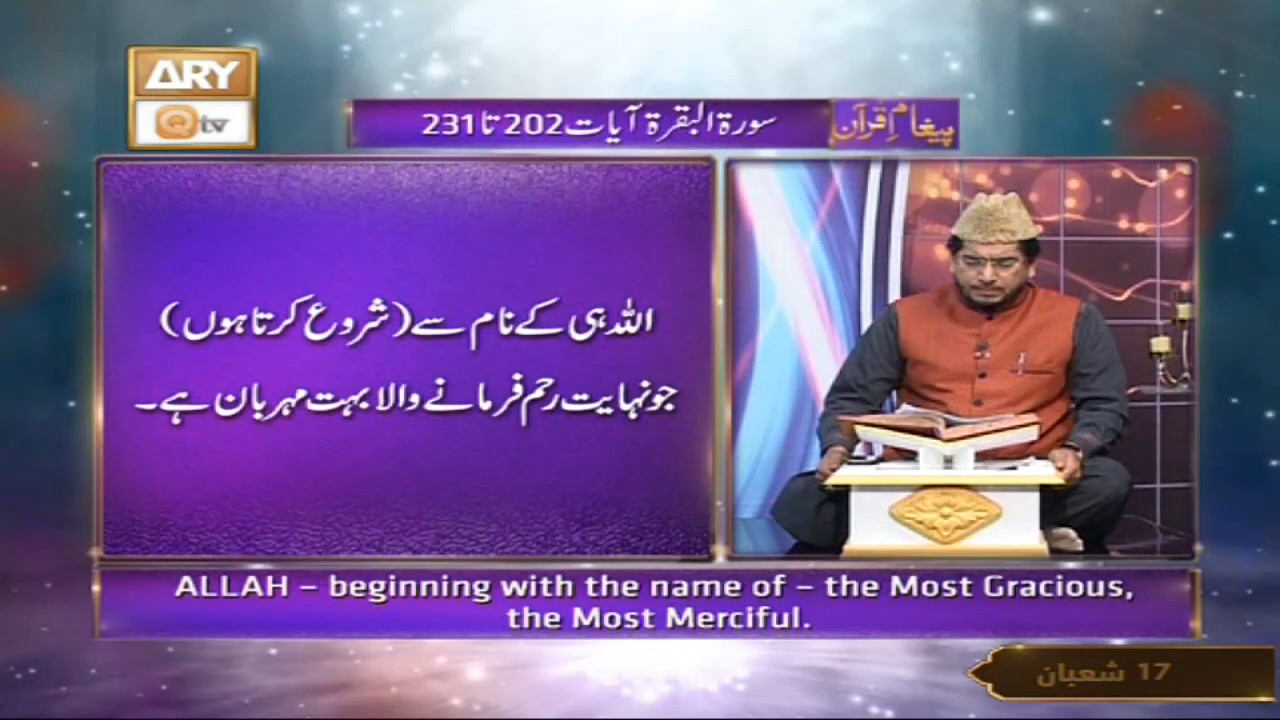 ARY
Qtv
پیغامِ قرآن
سورۃ البقرۃ آیات 202 تا 231
اللہ ہی کے نام سے (شروع کرتا ہوں)
جو نہایت رحم فرمانے والا بہت مہربان ہے۔
ALLAH – beginning with the name of – the Most Gracious,
the Most Merciful.
17 شعبان